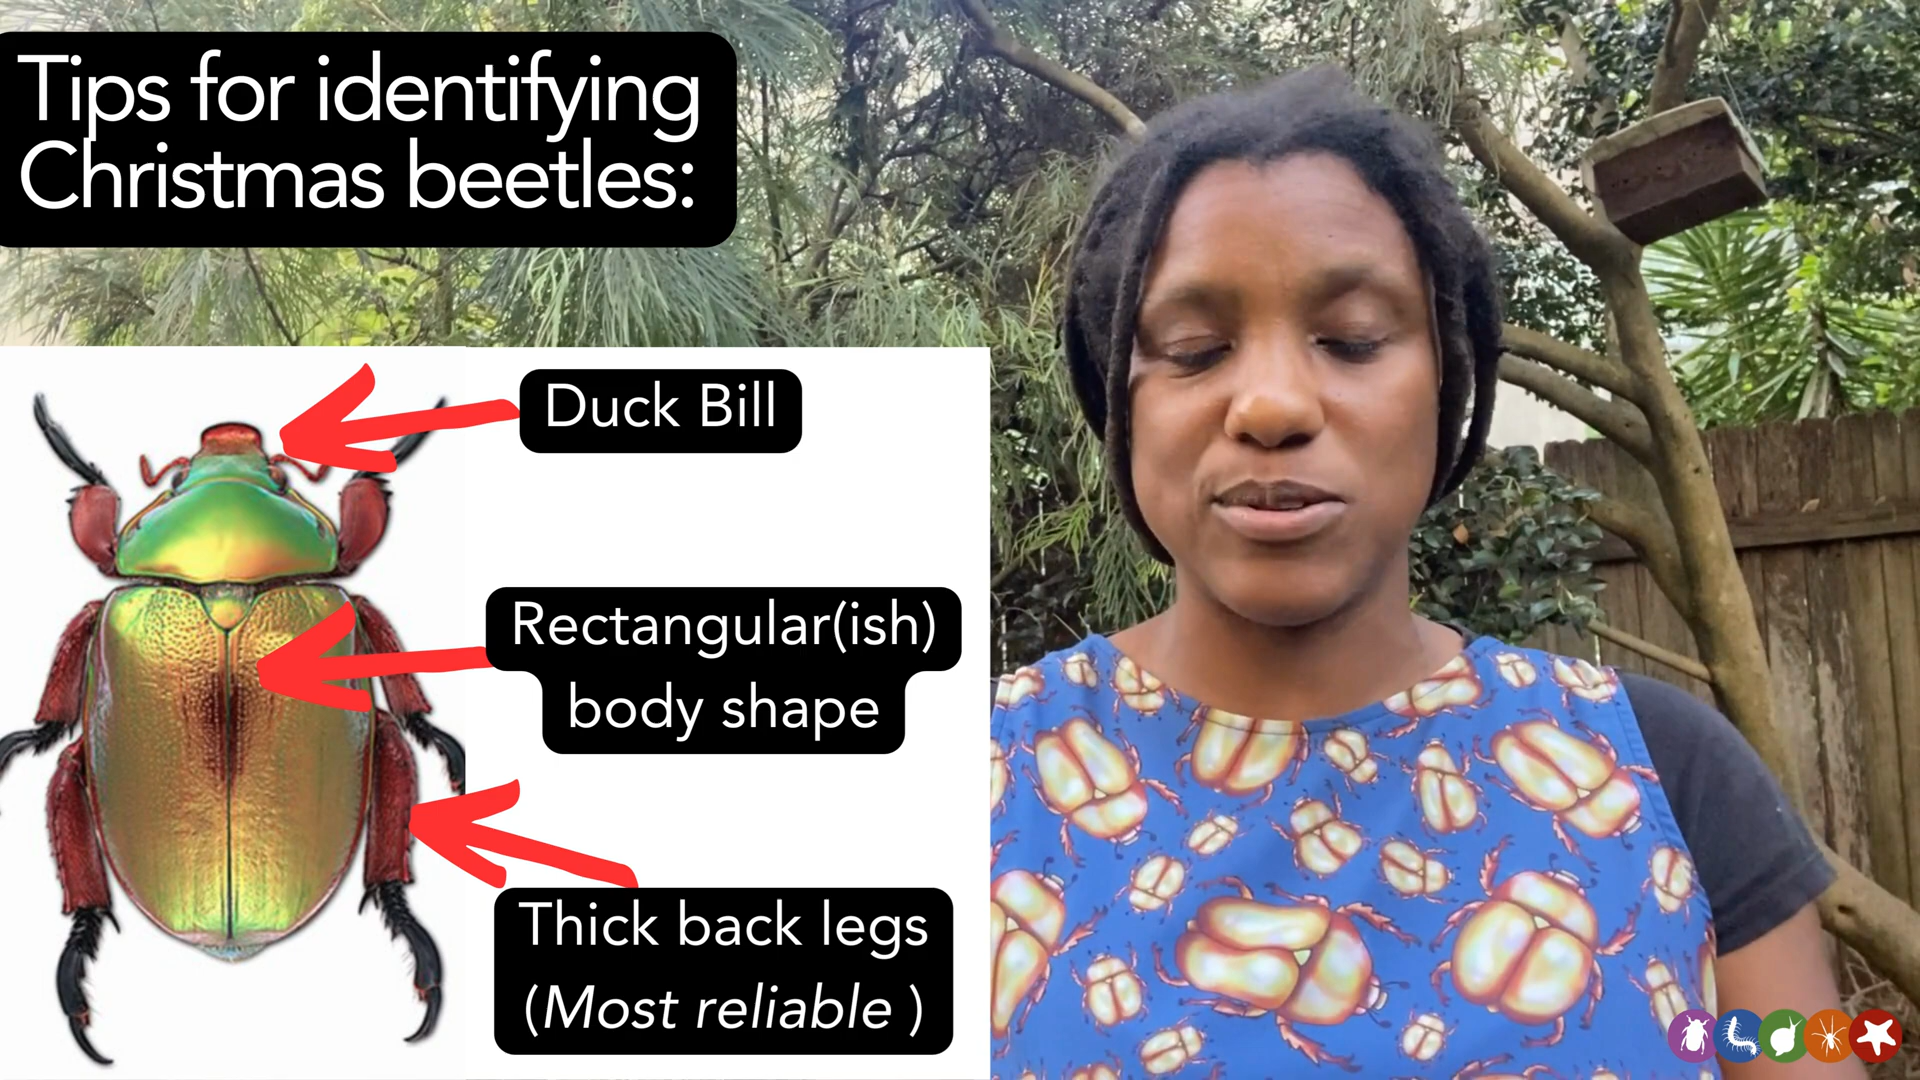 Tips for identifying
Christmas beetles:
Duck Bill
Rectangular(ish)
body shape
Thick back legs
(Most reliable )